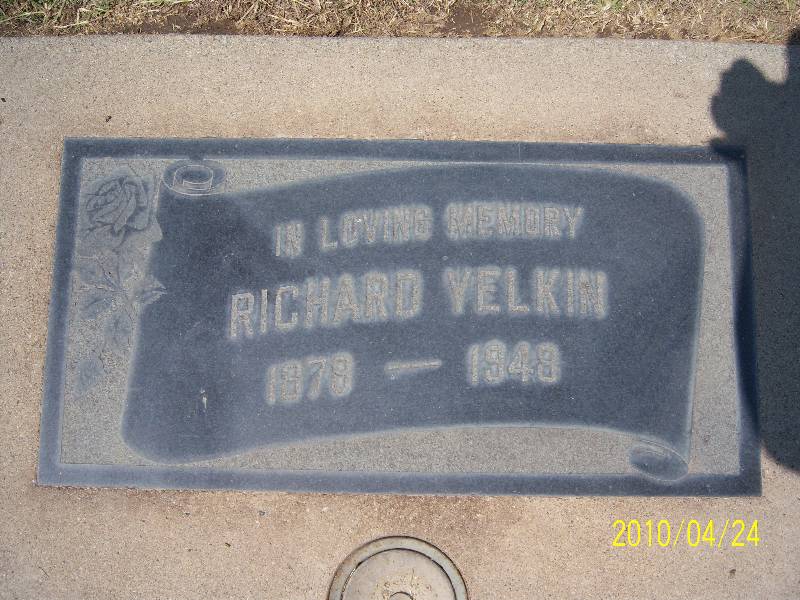 IN LOVING MEMORY
RICHARD YELKIN
1878 — 1948
2010/04/24